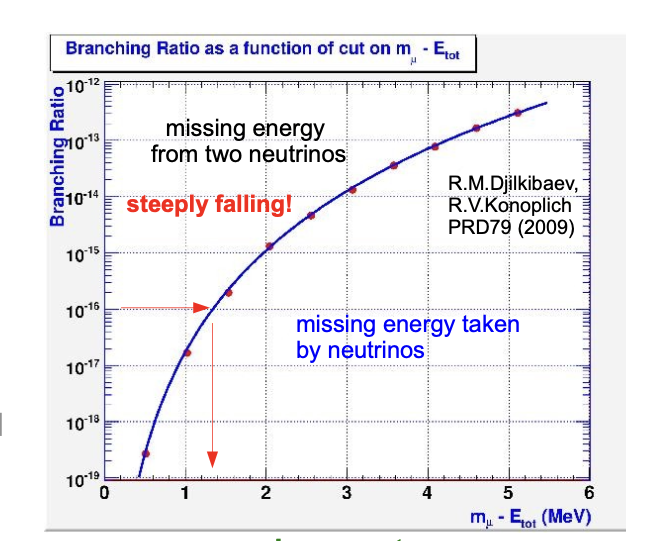 Branching Ratio as a function of cut on mμ - Etot
Branching Ratio
10-12
10-13
10-14
10-15
10-16
10-17
10-18
10-19
missing energy
from two neutrinos
steeply falling!
R.M.Djilkibaev,
R.V.Konoplich
PRD79 (2009)
missing energy taken
by neutrinos
0 1 2 3 4 5 6
mμ - Etot (MeV)